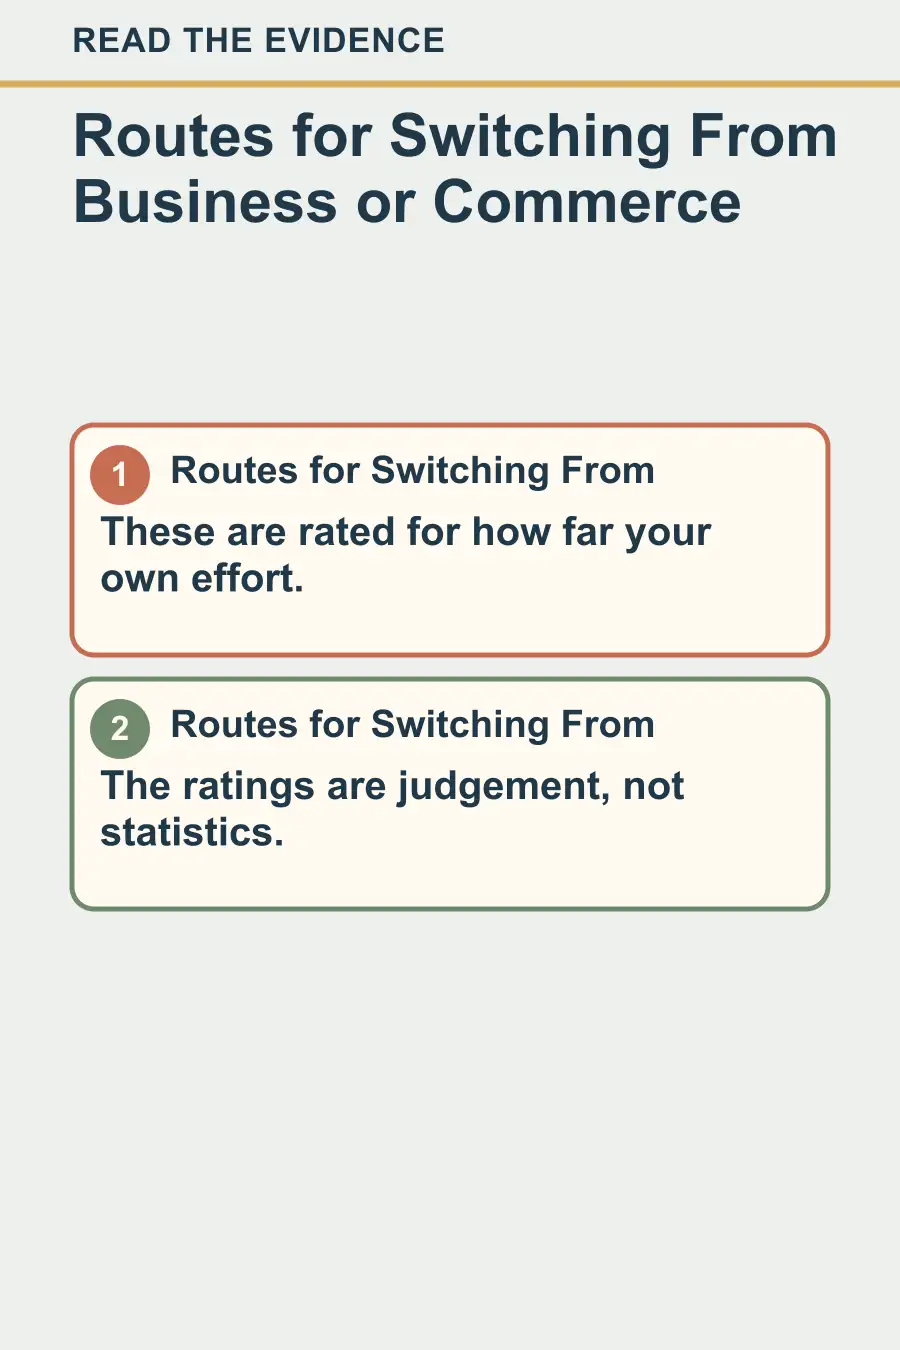 READ THE EVIDENCE
Routes for Switching From
Business or Commerce
1 Routes for Switching From
These are rated for how far your
own effort.
2 Routes for Switching From
The ratings are judgement, not
statistics.